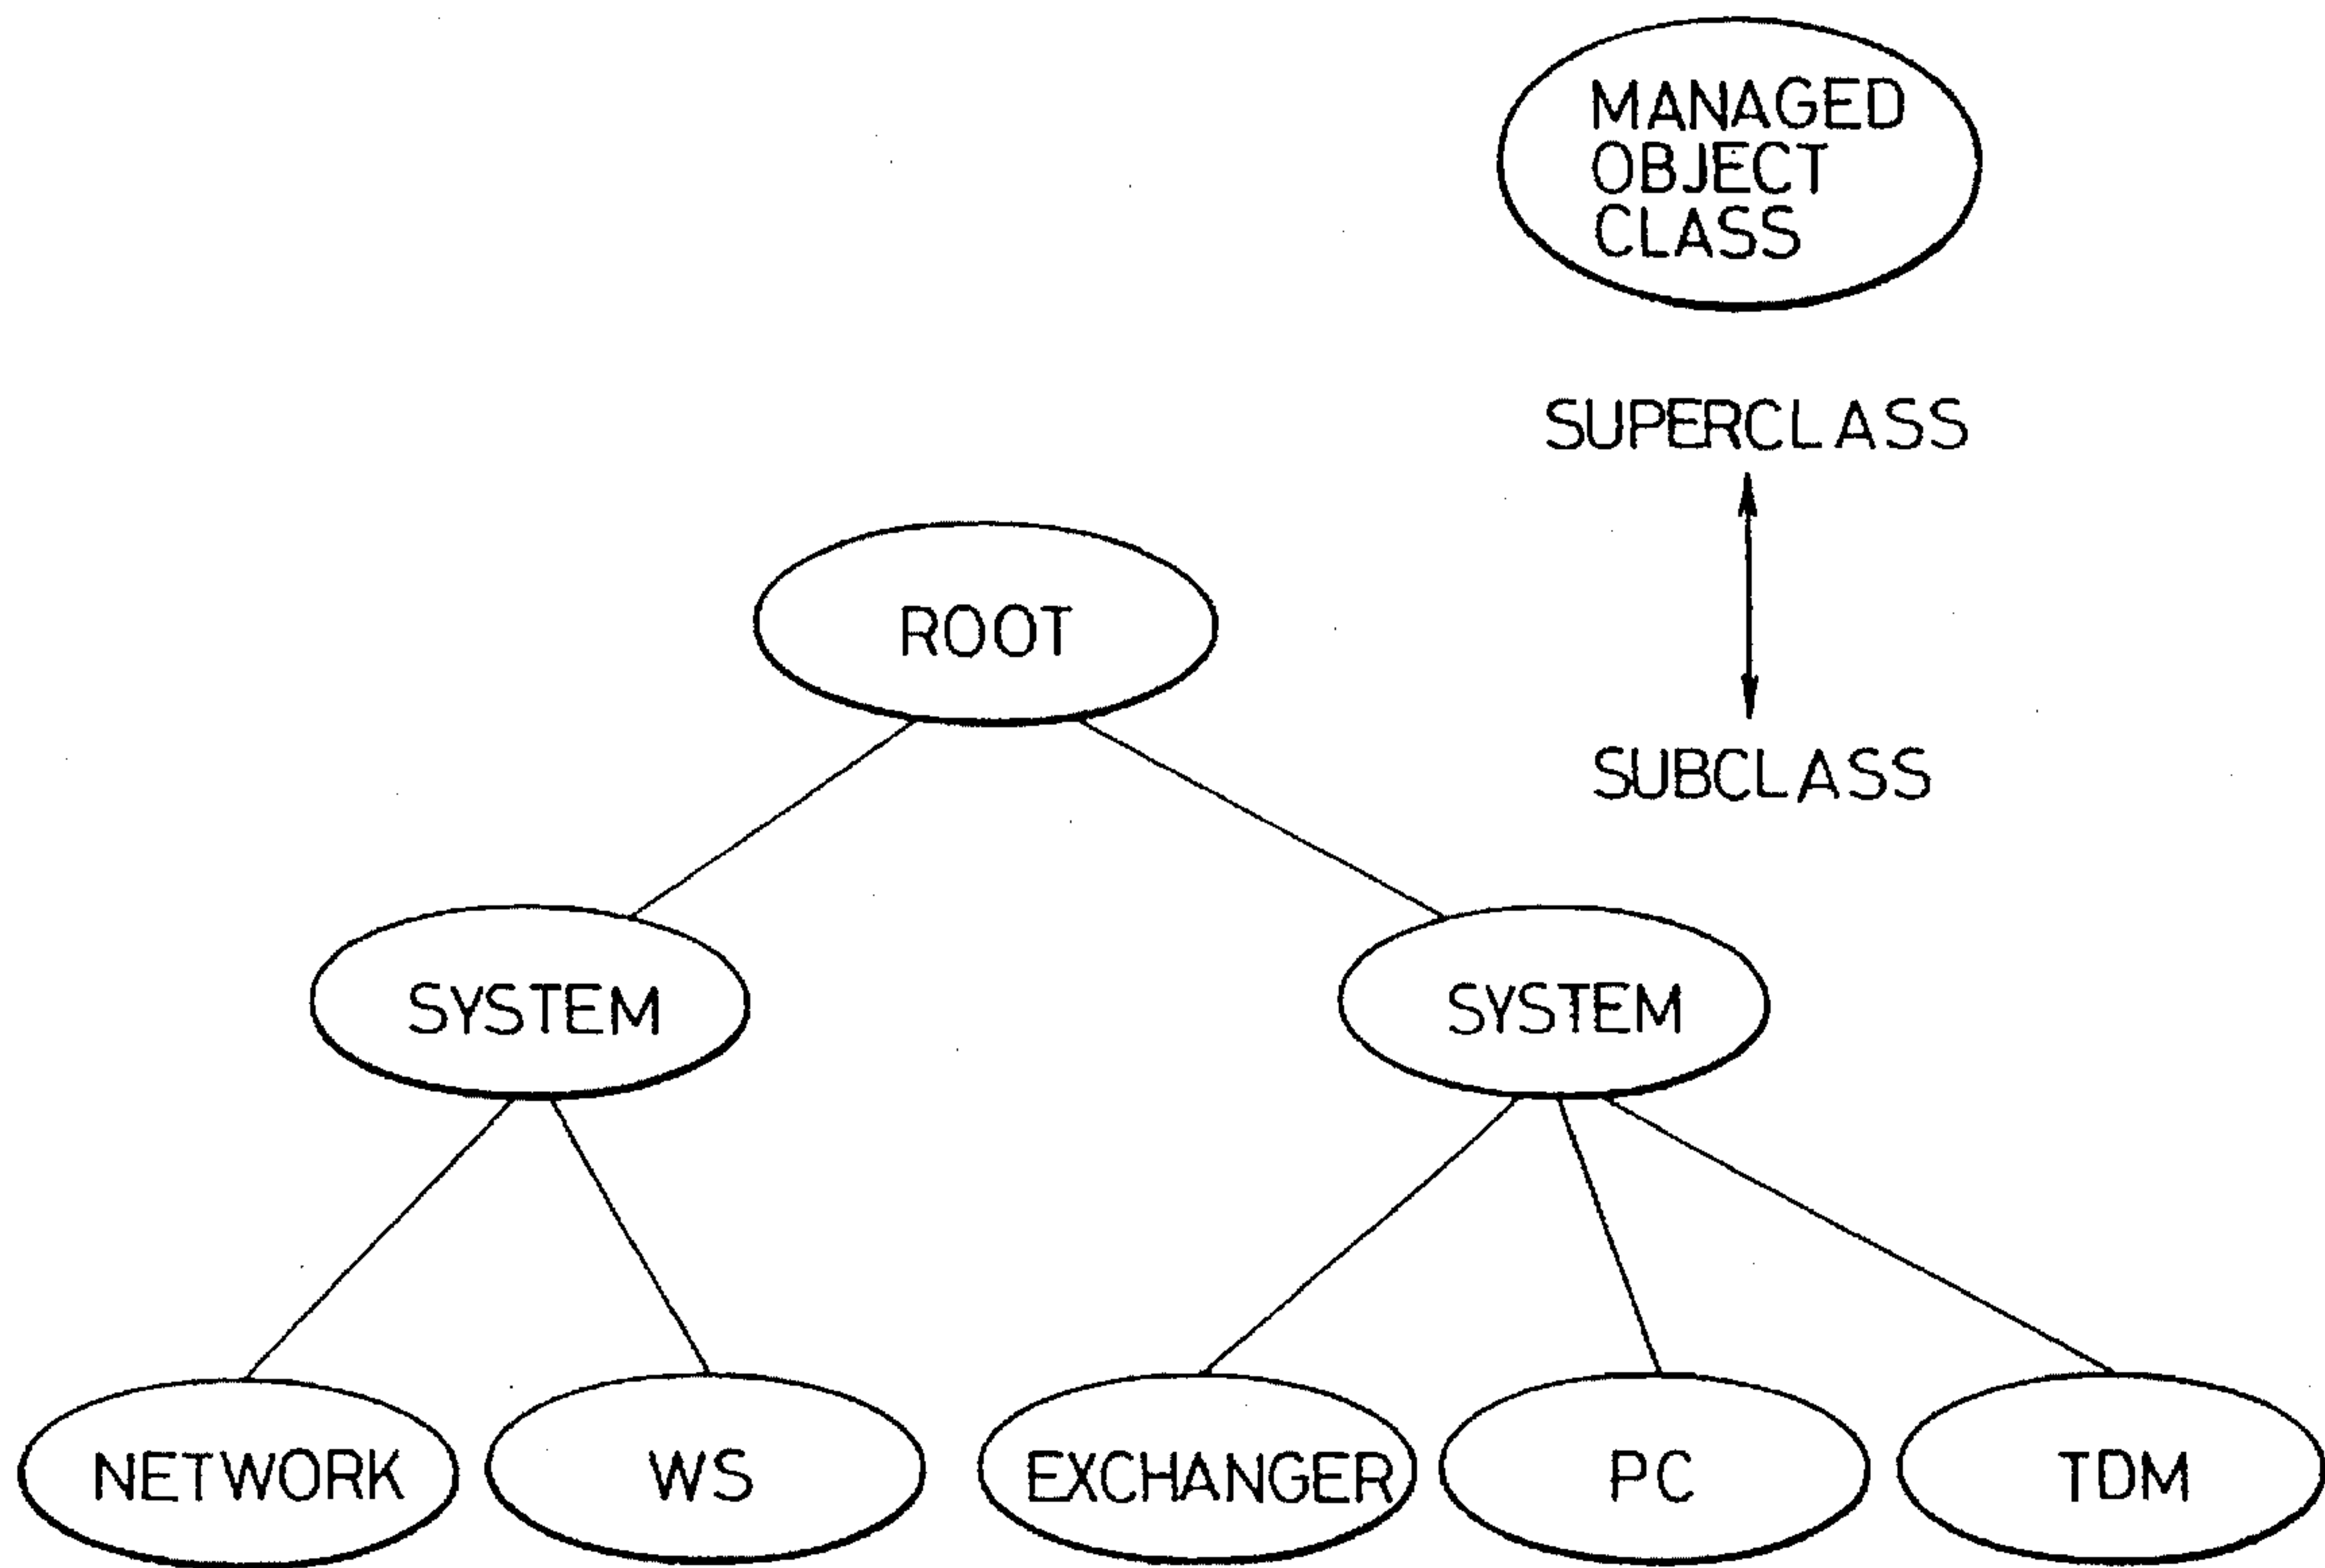 MANAGED
OBJECT
CLASS
SUPERCLASS
ROOT
SUBCLASS
SYSTEM
SYSTEM
NETWORK
WS
EXCHANGER
PC
TDM